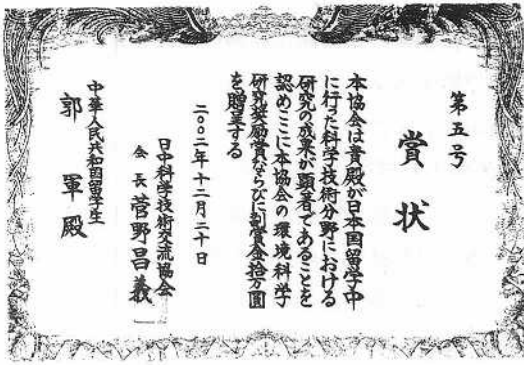 第五号
賞状
本協会は貴殿が日本国留学中
に行った科学技術分野における
研究の成果が顕著であることを
認めここに本協会の環境科学
研究奨励賞ならびに副賞金拾万圓
を贈呈する
二〇〇二年十二月二十日
日中科学技術交流協会
会長 菅野昌義
中華人民共和国留学生
郭軍殿